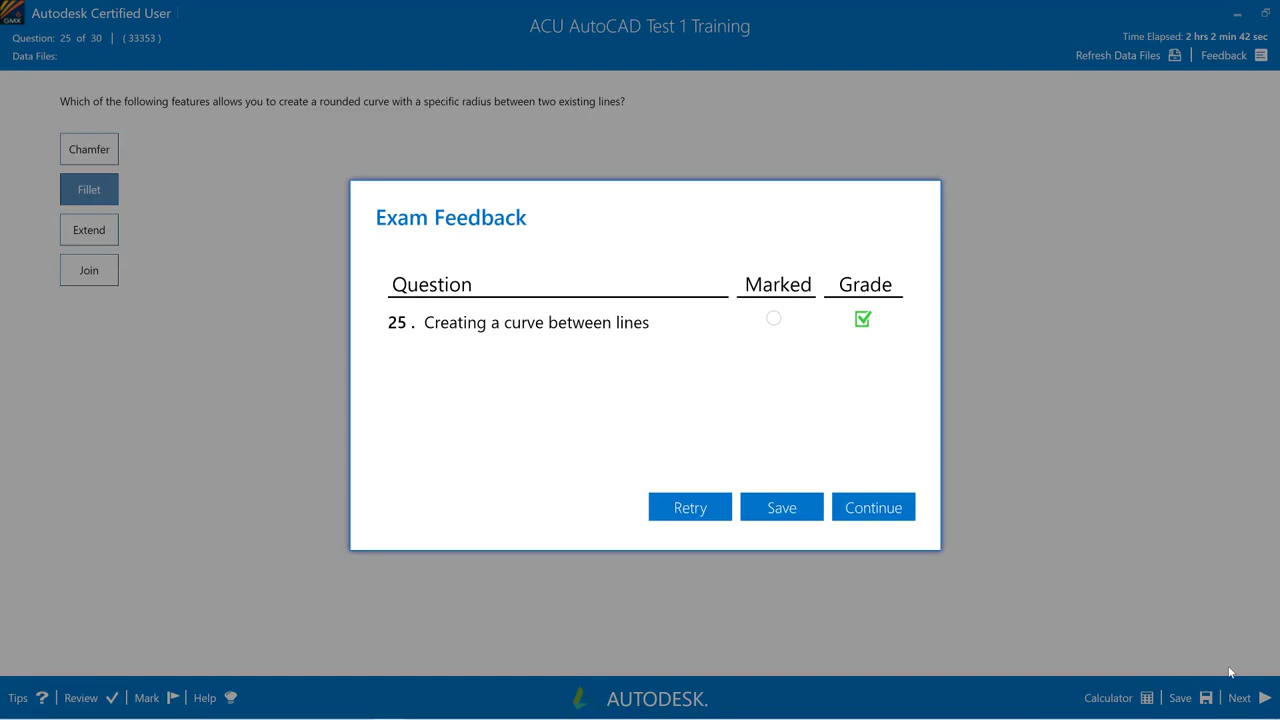 GMX
Autodesk Certified User
Question: 25 of 30 | ( 33353 )
Data Files:
ACU AutoCAD Test 1 Training
Time Elapsed: 2 hrs 2 min 42 sec
Refresh Data Files | Feedback
Which of the following features allows you to create a rounded curve with a specific radius between two existing lines?
Chamfer
Fillet
Extend
Join
Exam Feedback
Question Marked Grade
25 . Creating a curve between lines
Retry Save Continue
Tips ? | Review | Mark | Help
AUTODESK.
Calculator | Save | Next